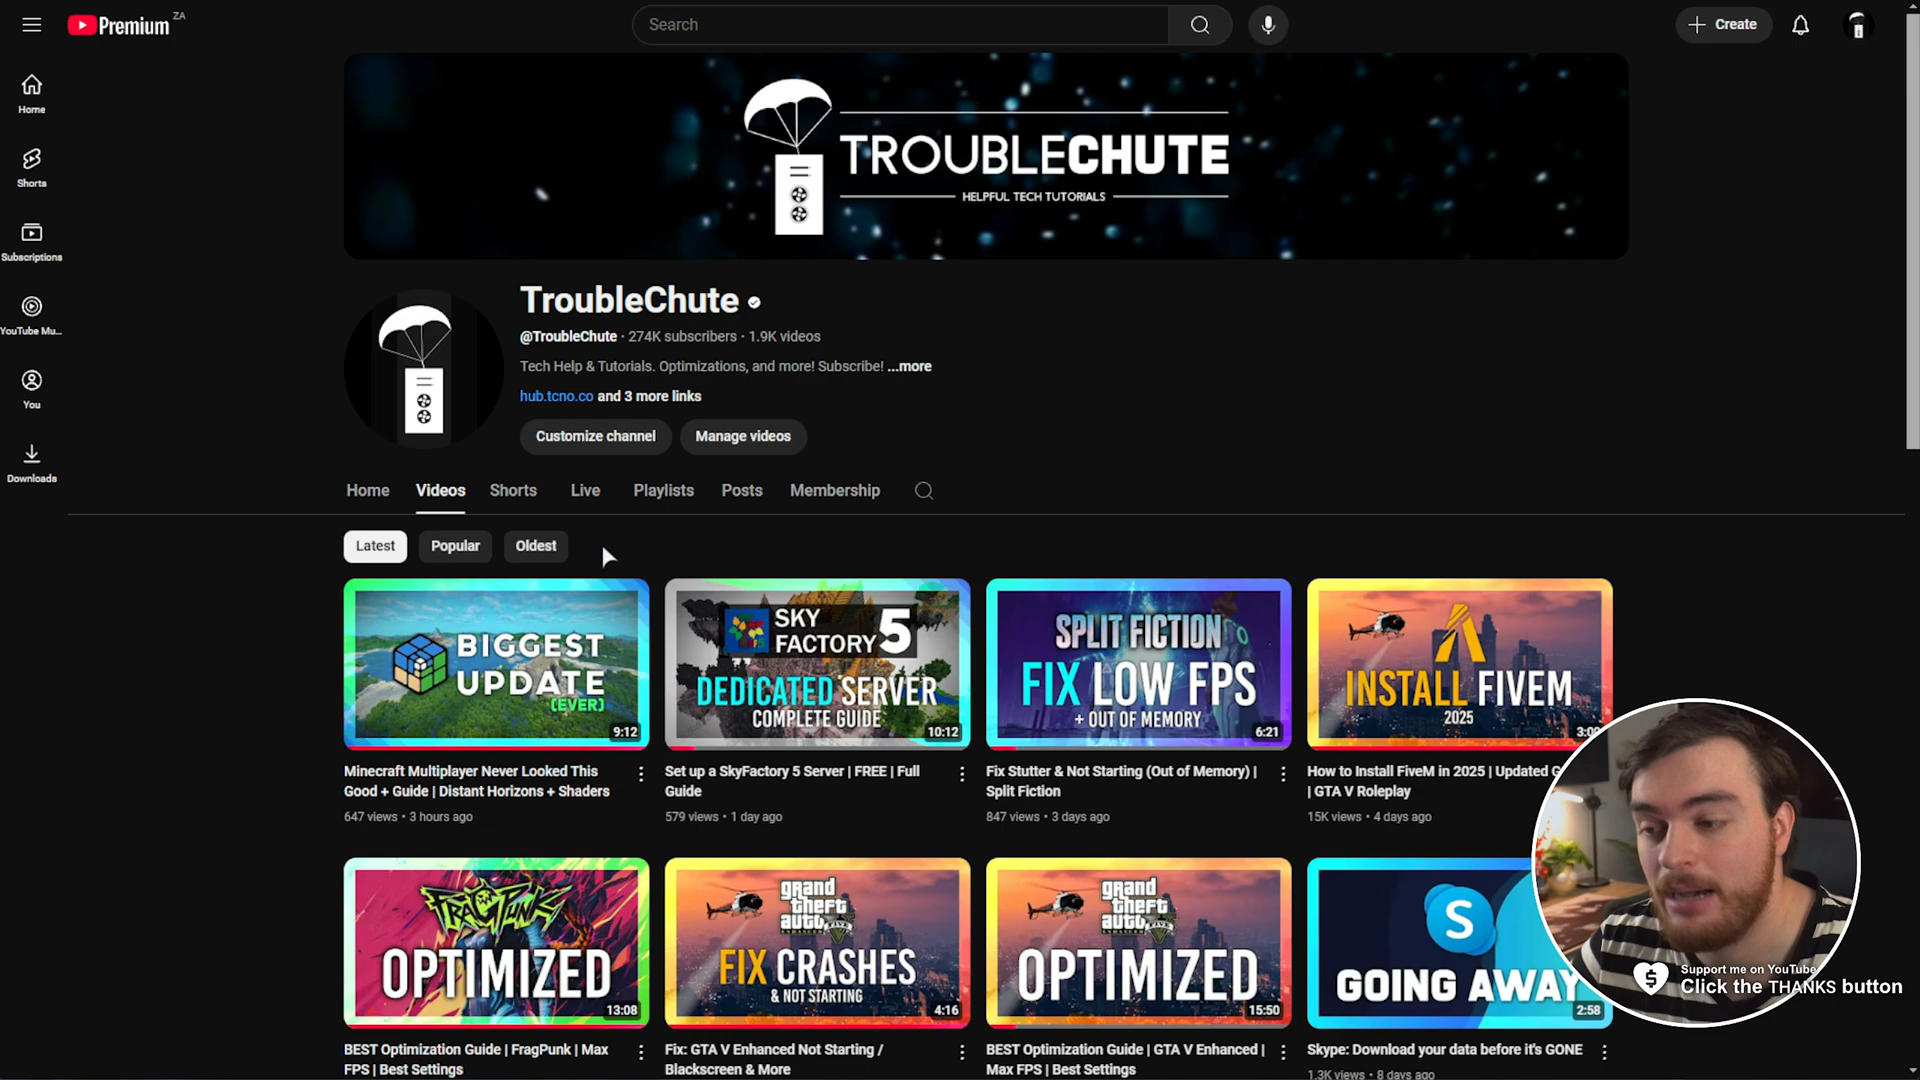 Premium ZA
Search
Create
Home
Shorts
Subscriptions
YouTube Mu...
You
Downloads
TROUBLECHUTE
HELPFUL TECH TUTORIALS
TroubleChute
@TroubleChute · 274K subscribers · 1.9K videos
Tech Help & Tutorials. Optimizations, and more! Subscribe! ...more
hub.tcno.co and 3 more links
Customize channel
Manage videos
Home Videos Shorts Live Playlists Posts Membership
Latest Popular Oldest
BIGGEST
UPDATE
(EVER)
9:12
Minecraft Multiplayer Never Looked This
Good + Guide | Distant Horizons + Shaders
647 views • 3 hours ago
SKY
FACTORY 5
DEDICATED SERVER
COMPLETE GUIDE
10:12
Set up a SkyFactory 5 Server | FREE | Full
Guide
579 views • 1 day ago
SPLIT FICTION
FIX LOW FPS
+ OUT OF MEMORY
6:21
Fix Stutter & Not Starting (Out of Memory) |
Split Fiction
847 views • 3 days ago
INSTALL FIVEM
2025
How to Install FiveM in 2025 | Updated
| GTA V Roleplay
15K views • 4 days ago
FRAGPUNK
OPTIMIZED
13:08
BEST Optimization Guide | FragPunk | Max
FPS | Best Settings
grand
theft
auto
FIX CRASHES
& NOT STARTING
4:16
Fix: GTA V Enhanced Not Starting /
Blackscreen & More
grand
theft
auto
OPTIMIZED
15:50
BEST Optimization Guide | GTA V Enhanced |
Max FPS | Best Settings
S
GOING AWAY
2:58
Skype: Download your data before it's GONE
1.3K views • 8 days ago
Support me on YouTube
Click the THANKS button